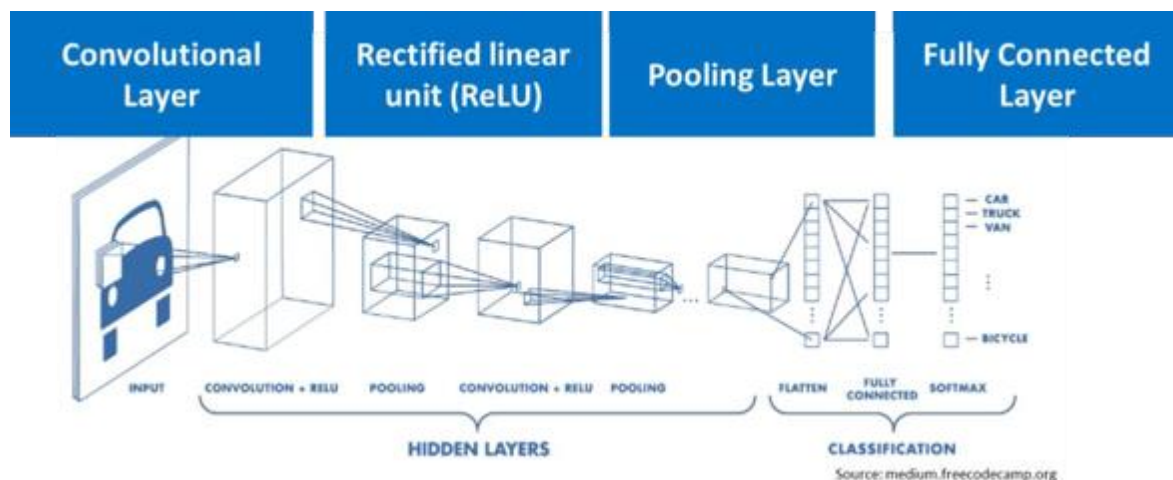 Convolutional
Layer
Rectified linear
unit (ReLU)
Pooling Layer
Fully Connected
Layer
CAR
TRUCK
VAN
BICYCLE
INPUT
CONVOLUTION + RELU
POOLING
CONVOLUTION + RELU
POOLING
FLATTEN
FULLY
CONNECTED
SOFTMAX
HIDDEN LAYERS
CLASSIFICATION
Source: medium.freecodecamp.org